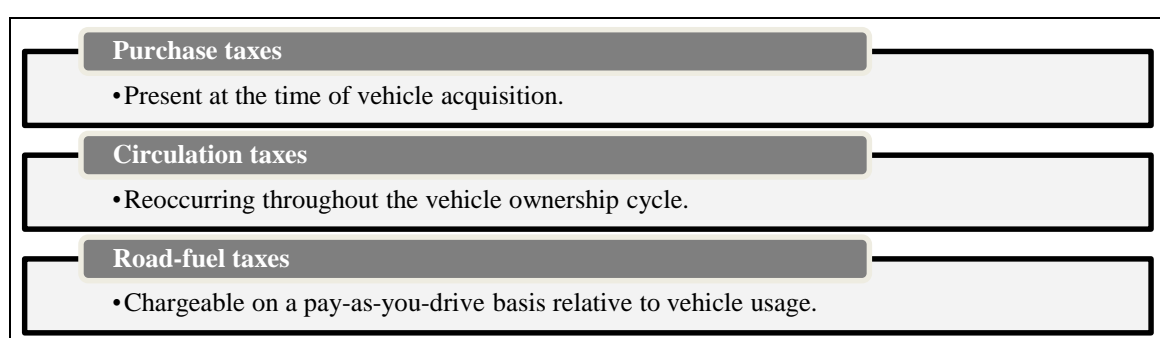 Purchase taxes
•Present at the time of vehicle acquisition.
Circulation taxes
•Reoccurring throughout the vehicle ownership cycle.
Road-fuel taxes
•Chargeable on a pay-as-you-drive basis relative to vehicle usage.